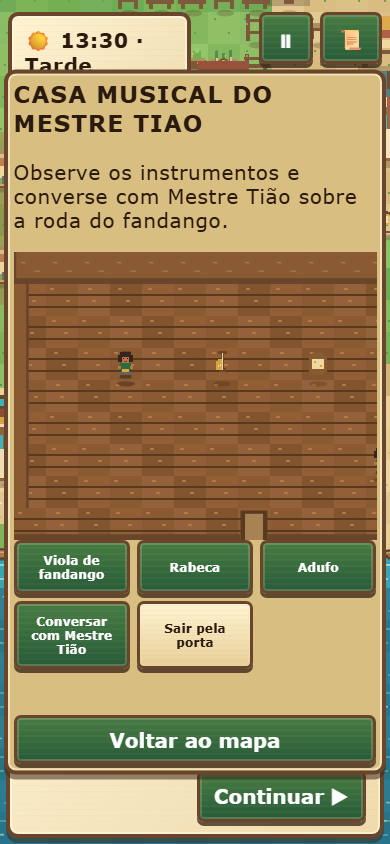 13:30 ·
Tarde
CASA MUSICAL DO
MESTRE TIAO
Observe os instrumentos e
converse com Mestre Tião sobre
a roda do fandango.
Viola de
fandango
Rabeca
Adufo
Conversar
com Mestre
Tião
Sair pela
porta
Voltar ao mapa
Continuar ▶